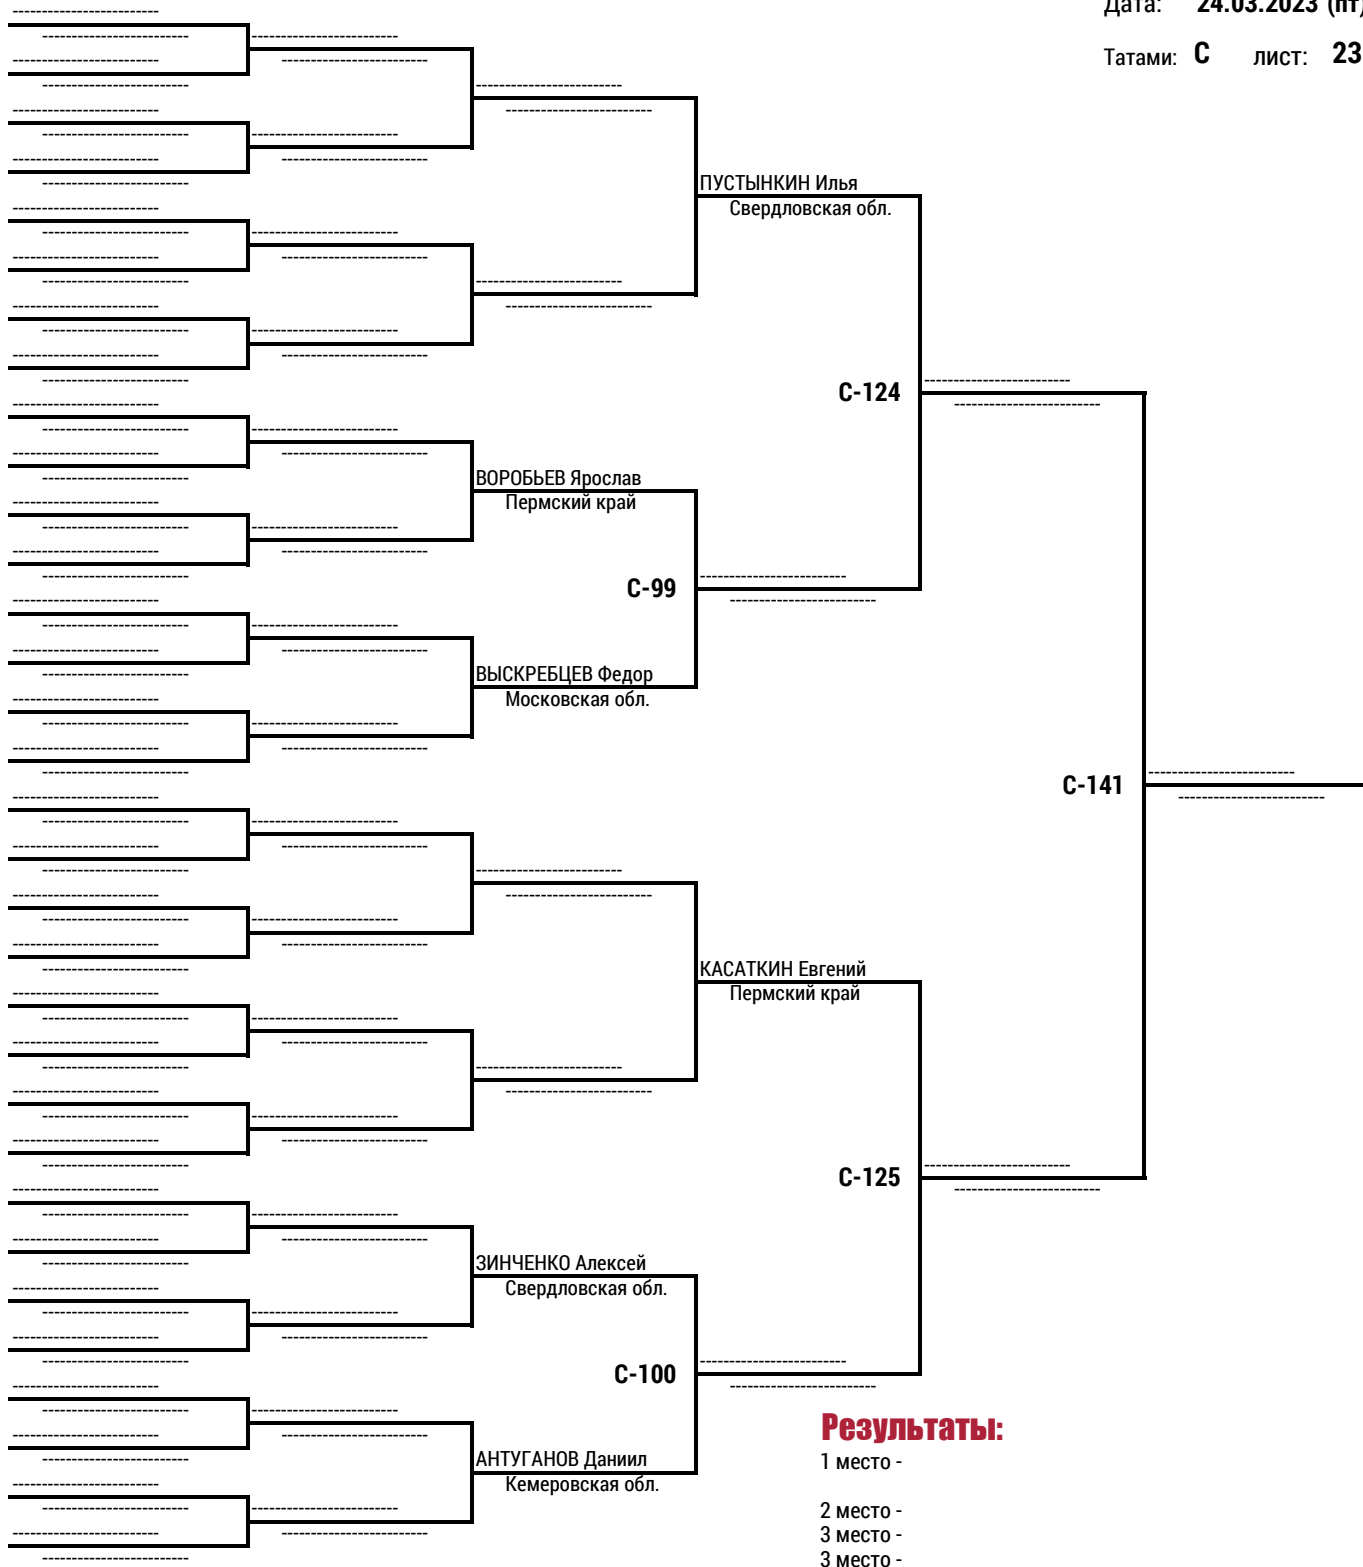 Дата: 24.03.2023 (пт)
Татами: С лист: 23
ПУСТЫНКИН Илья
Свердловская обл.
С-124
ВОРОБЬЕВ Ярослав
Пермский край
С-99
ВЫСКРЕБЦЕВ Федор
Московская обл.
С-141
КАСАТКИН Евгений
Пермский край
С-125
ЗИНЧЕНКО Алексей
Свердловская обл.
С-100
АНТУГАНОВ Даниил
Кемеровская обл.
Результаты:
1 место -
2 место -
3 место -
3 место -